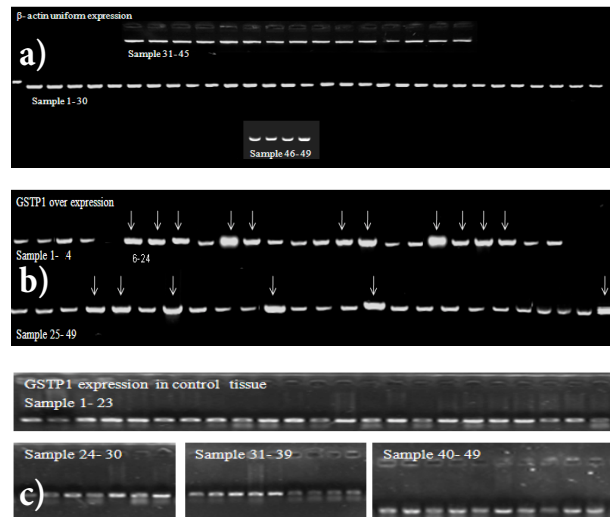 β- actin uniform expression
a)
Sample 31-45
Sample 1-30
Sample 46-49
GSTP1 over expression
Sample 1- 4
6-24
b)
Sample 25-49
GSTP1 expression in control tissue
Sample 1- 23
Sample 24- 30
Sample 31- 39
Sample 40- 49
c)